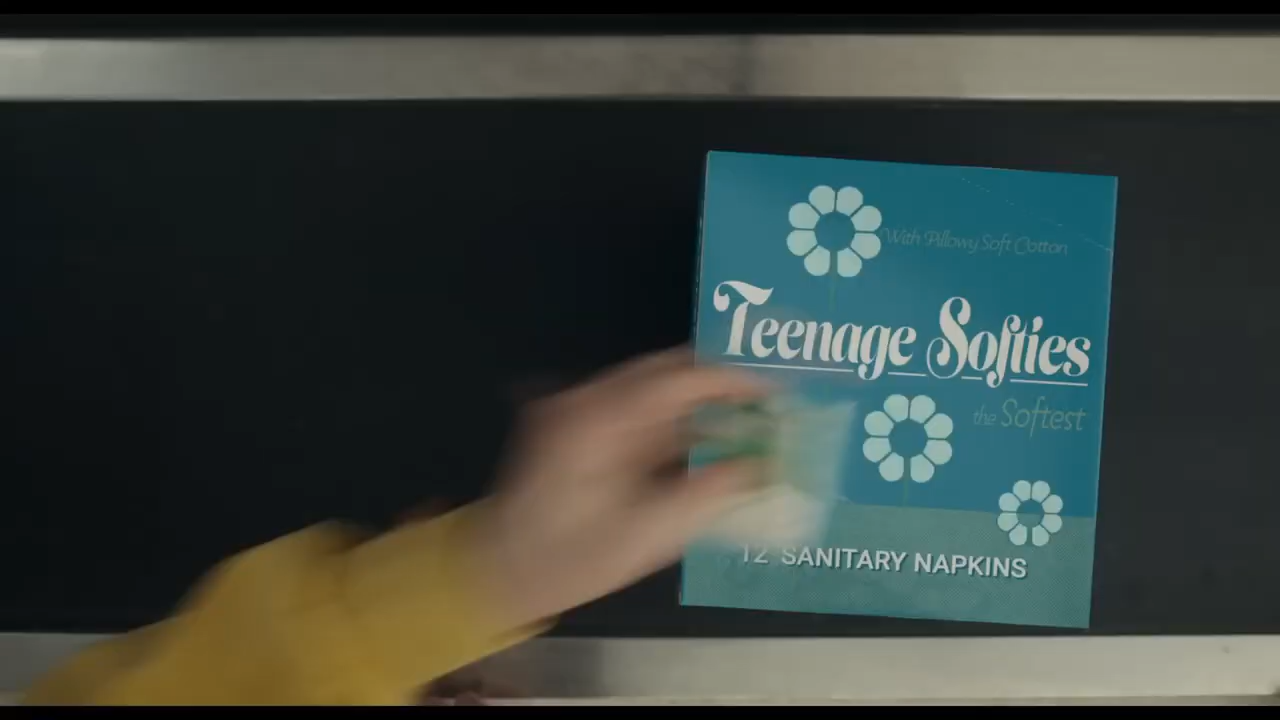 With Pillowy Soft Cotton
Teenage Softies
the Softest
12 SANITARY NAPKINS